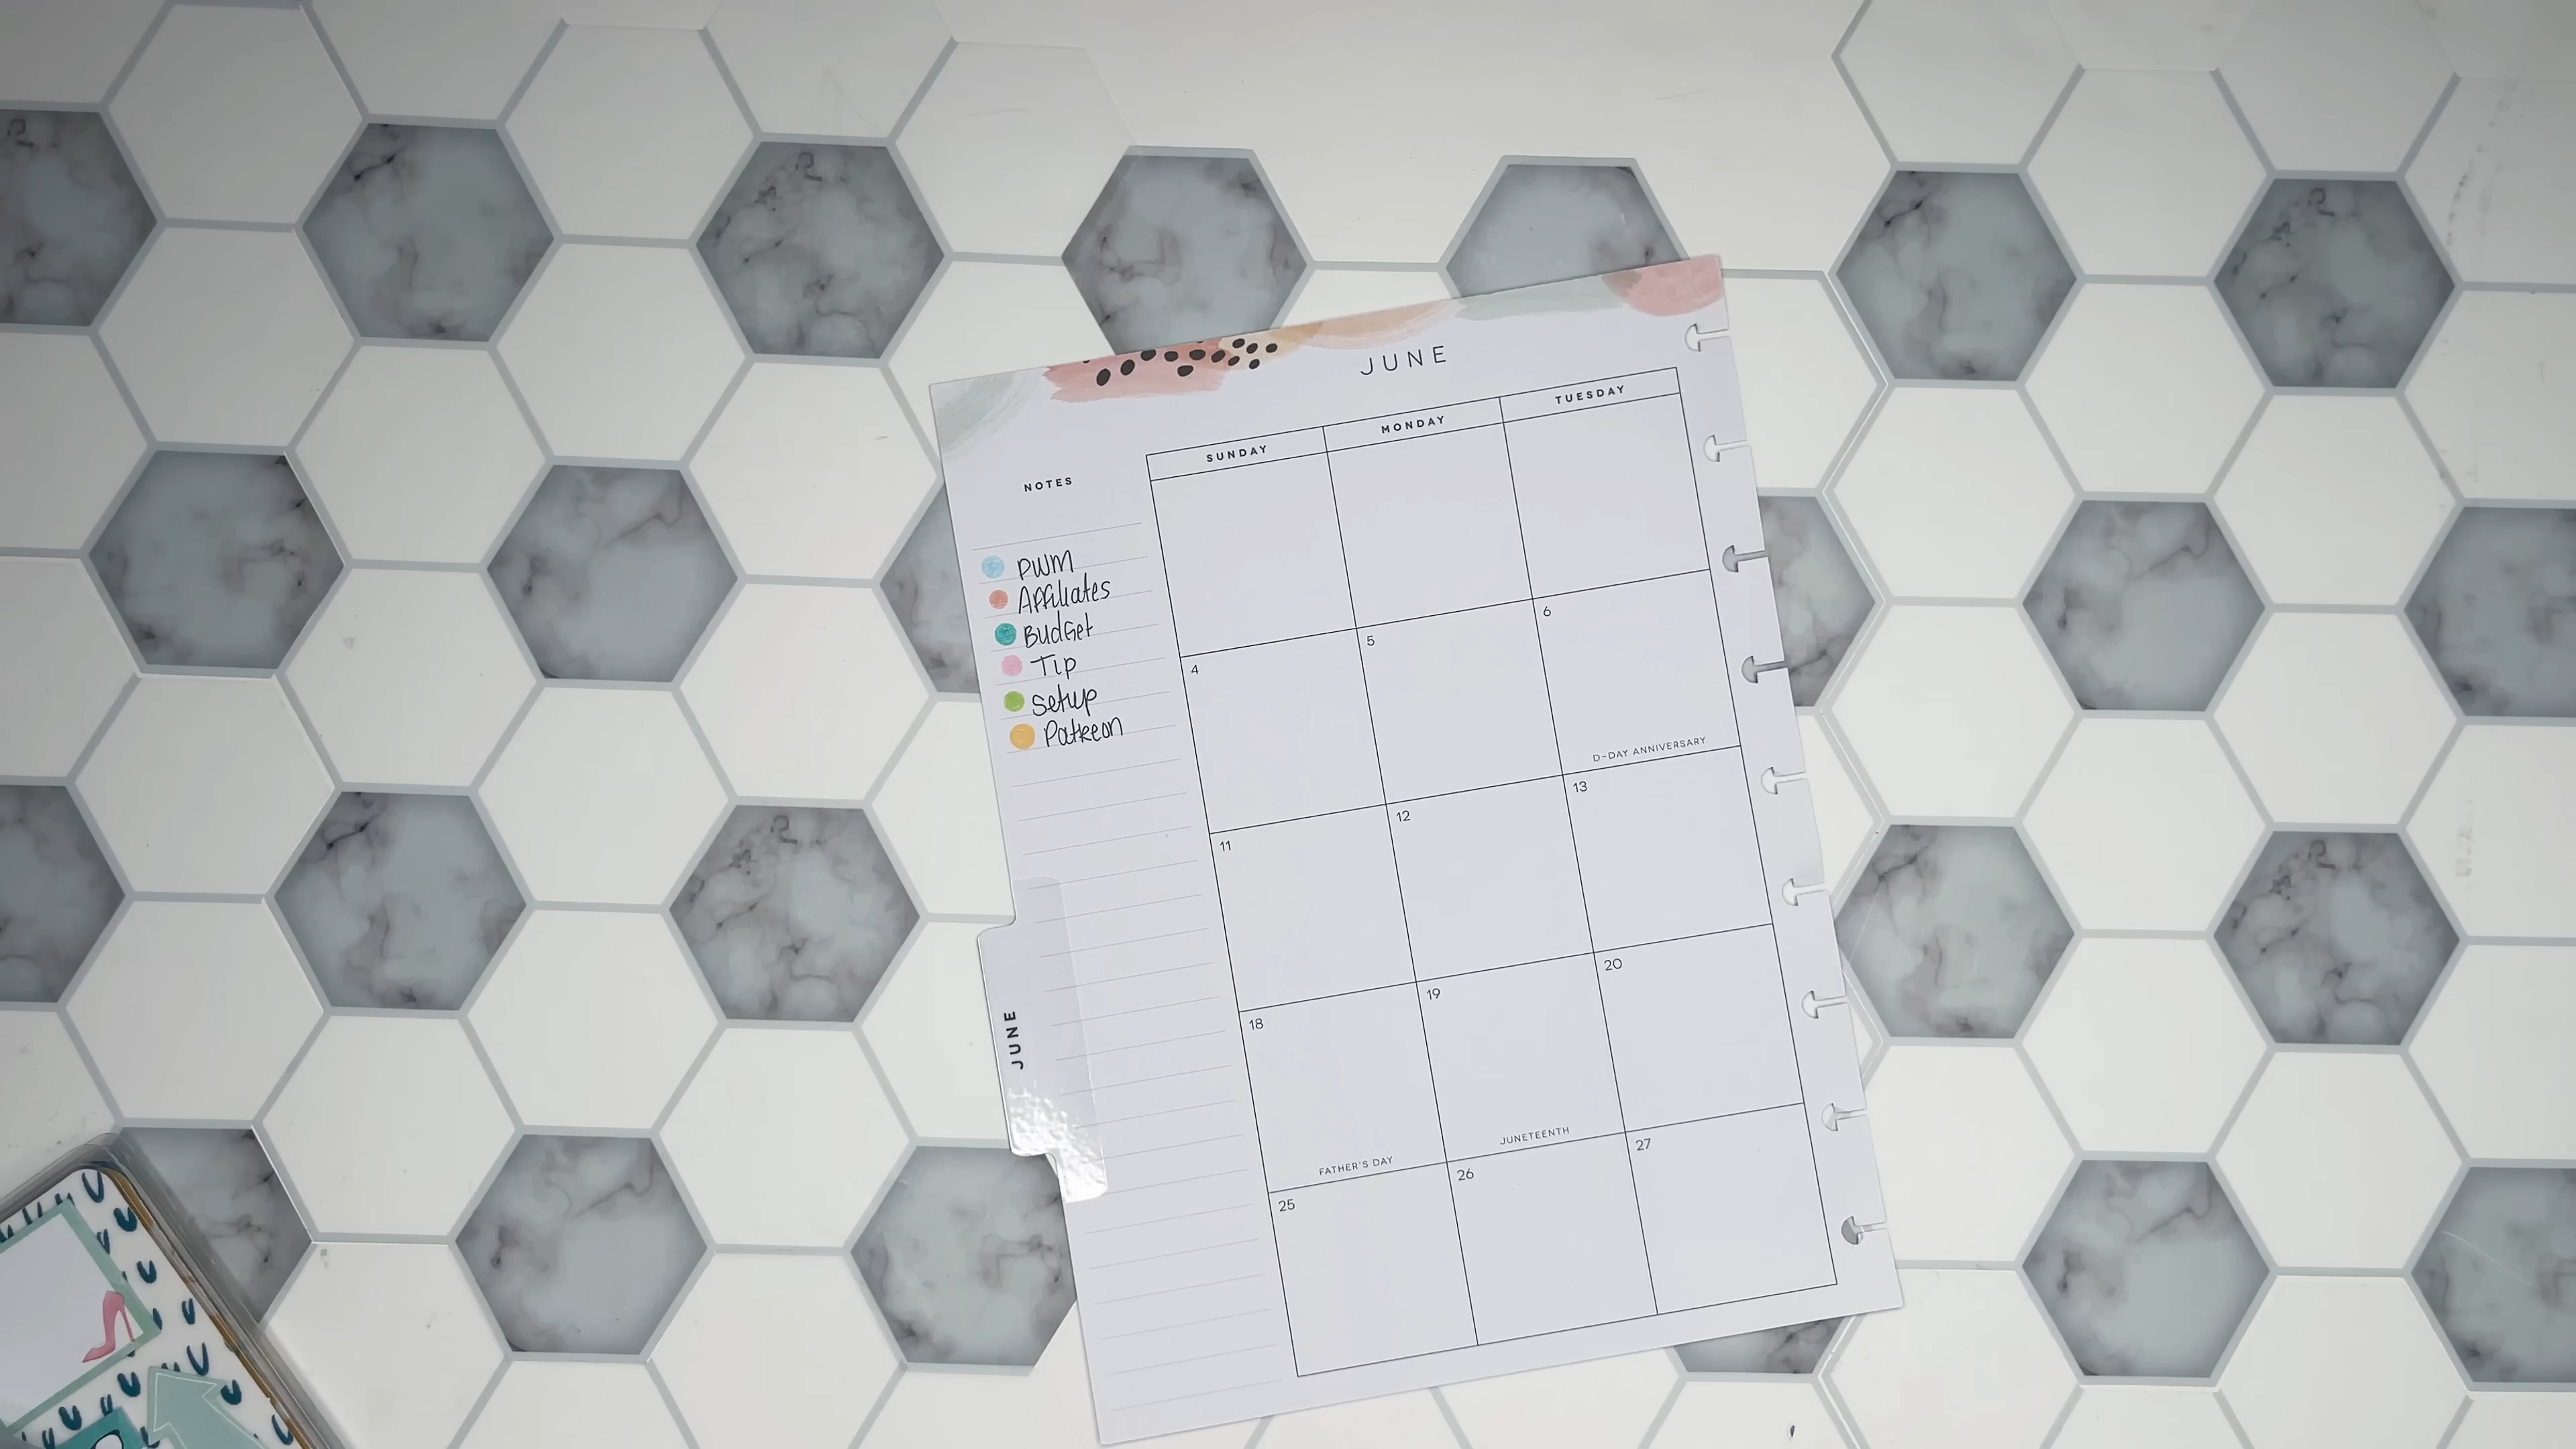 JUNE
SUNDAY MONDAY TUESDAY
NOTES
PWM
Affiliates
BudGet
Tip
Setup
Patreon
4 5 6
D-DAY ANNIVERSARY
11 12 13
18 19 20
FATHER'S DAY JUNETEENTH
25 26 27
JUNE